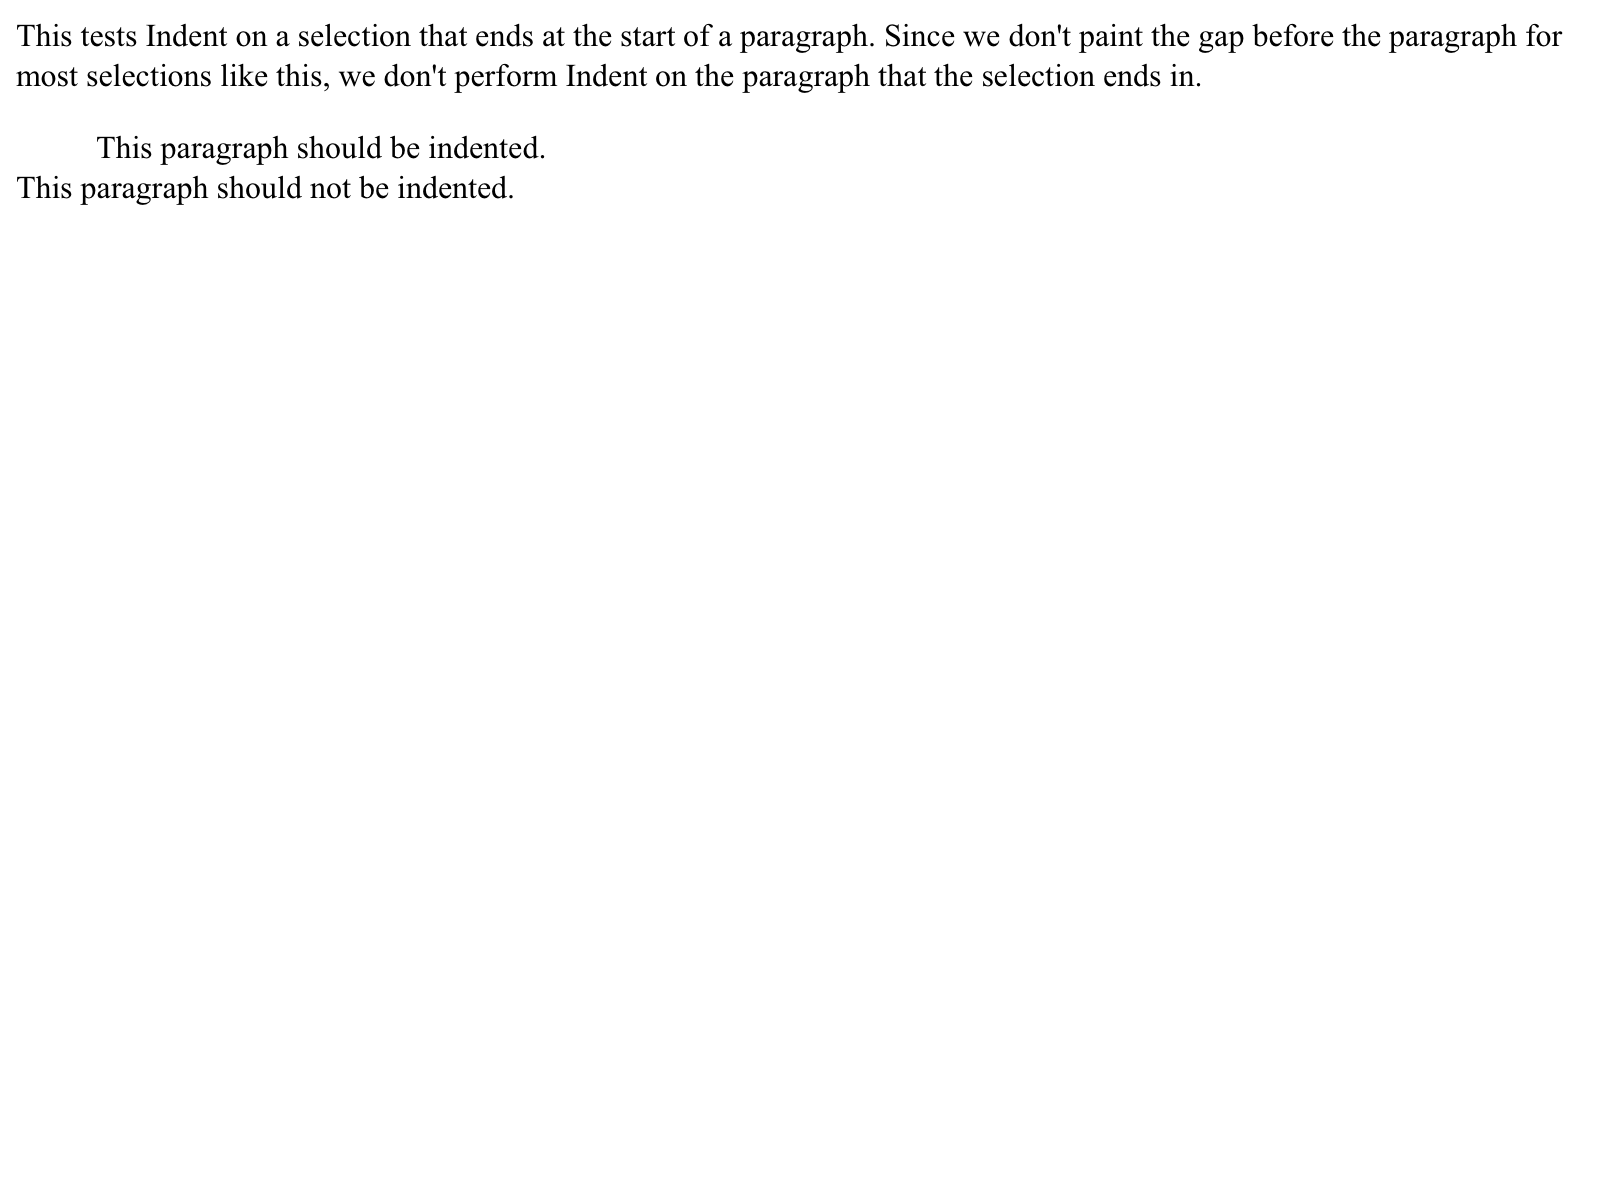 This tests Indent on a selection that ends at the start of a paragraph. Since we don't paint the gap before the paragraph for
most selections like this, we don't perform Indent on the paragraph that the selection ends in.
This paragraph should be indented.
This paragraph should not be indented.